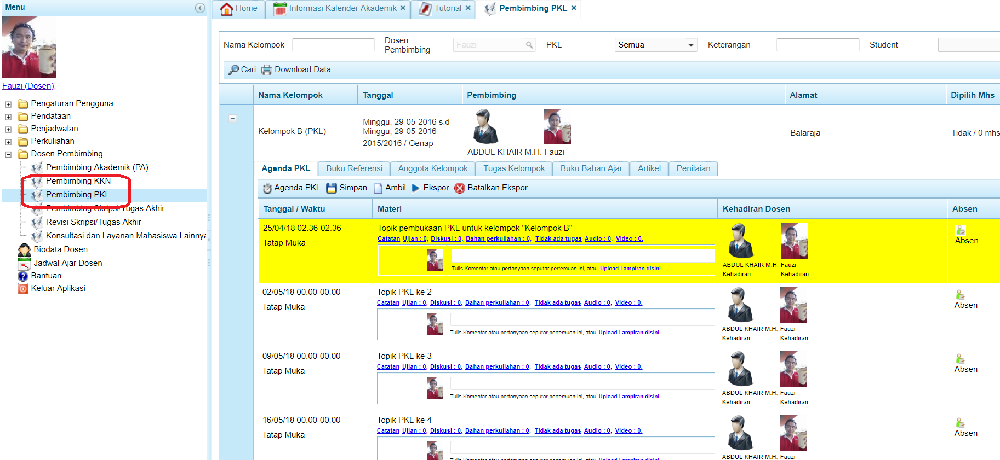 Menu
Home
Informasi Kalender Akademik
Tutorial
Pembimbing PKL
Fauzi (Dosen),
Pengaturan Pengguna
Pendataan
Penjadwalan
Perkuliahan
Dosen Pembimbing
Pembimbing Akademik (PA)
Pembimbing KKN
Pembimbing PKL
Pembimbing Skripsi/Tugas Akhir
Revisi Skripsi/Tugas Akhir
Konsultasi dan Layanan Mahasiswa Lainnya
Biodata Dosen
Jadwal Ajar Dosen
Bantuan
Keluar Aplikasi
Nama Kelompok
Dosen Pembimbing
Fauzi
PKL
Semua
Keterangan
Student
Cari
Download Data
Nama Kelompok Tanggal Pembimbing Alamat Dipilih Mhs
Kelompok B (PKL)
Minggu, 29-05-2016 s.d
Minggu, 29-05-2016
2015/2016 / Genap
ABDUL KHAIR M.H. Fauzi
Balaraja
Tidak / 0 mhs
Agenda PKL Buku Referensi Anggota Kelompok Tugas Kelompok Buku Bahan Ajar Artikel Penilaian
Agenda PKL Simpan Ambil Ekspor Batalkan Ekspor
Tanggal / Waktu Materi Kehadiran Dosen Absen
25/04/18 02.36-02.36
Tatap Muka
Topik pembukaan PKL untuk kelompok "Kelompok B"
Catatan Ujian : 0, Diskusi : 0, Bahan perkuliahan : 0, Tidak ada tugas Audio : 0, Video : 0.
Tulis Komentar atau pertanyaan seputar pertemuan ini, atau Upload Lampiran disini
ABDUL KHAIR M.H. Fauzi
Kehadiran : - Kehadiran : -
Absen
02/05/18 00.00-00.00
Tatap Muka
Topik PKL ke 2
Catatan Ujian : 0, Diskusi : 0, Bahan perkuliahan : 0, Tidak ada tugas Audio : 0, Video : 0.
Tulis Komentar atau pertanyaan seputar pertemuan ini, atau Upload Lampiran disini
ABDUL KHAIR M.H. Fauzi
Kehadiran : - Kehadiran : -
Absen
09/05/18 00.00-00.00
Tatap Muka
Topik PKL ke 3
Catatan Ujian : 0, Diskusi : 0, Bahan perkuliahan : 0, Tidak ada tugas Audio : 0, Video : 0.
Tulis Komentar atau pertanyaan seputar pertemuan ini, atau Upload Lampiran disini
ABDUL KHAIR M.H. Fauzi
Kehadiran : - Kehadiran : -
Absen
16/05/18 00.00-00.00
Tatap Muka
Topik PKL ke 4
Catatan Ujian : 0, Diskusi : 0, Bahan perkuliahan : 0, Tidak ada tugas Audio : 0, Video : 0.
ABDUL KHAIR M.H. Fauzi
Absen